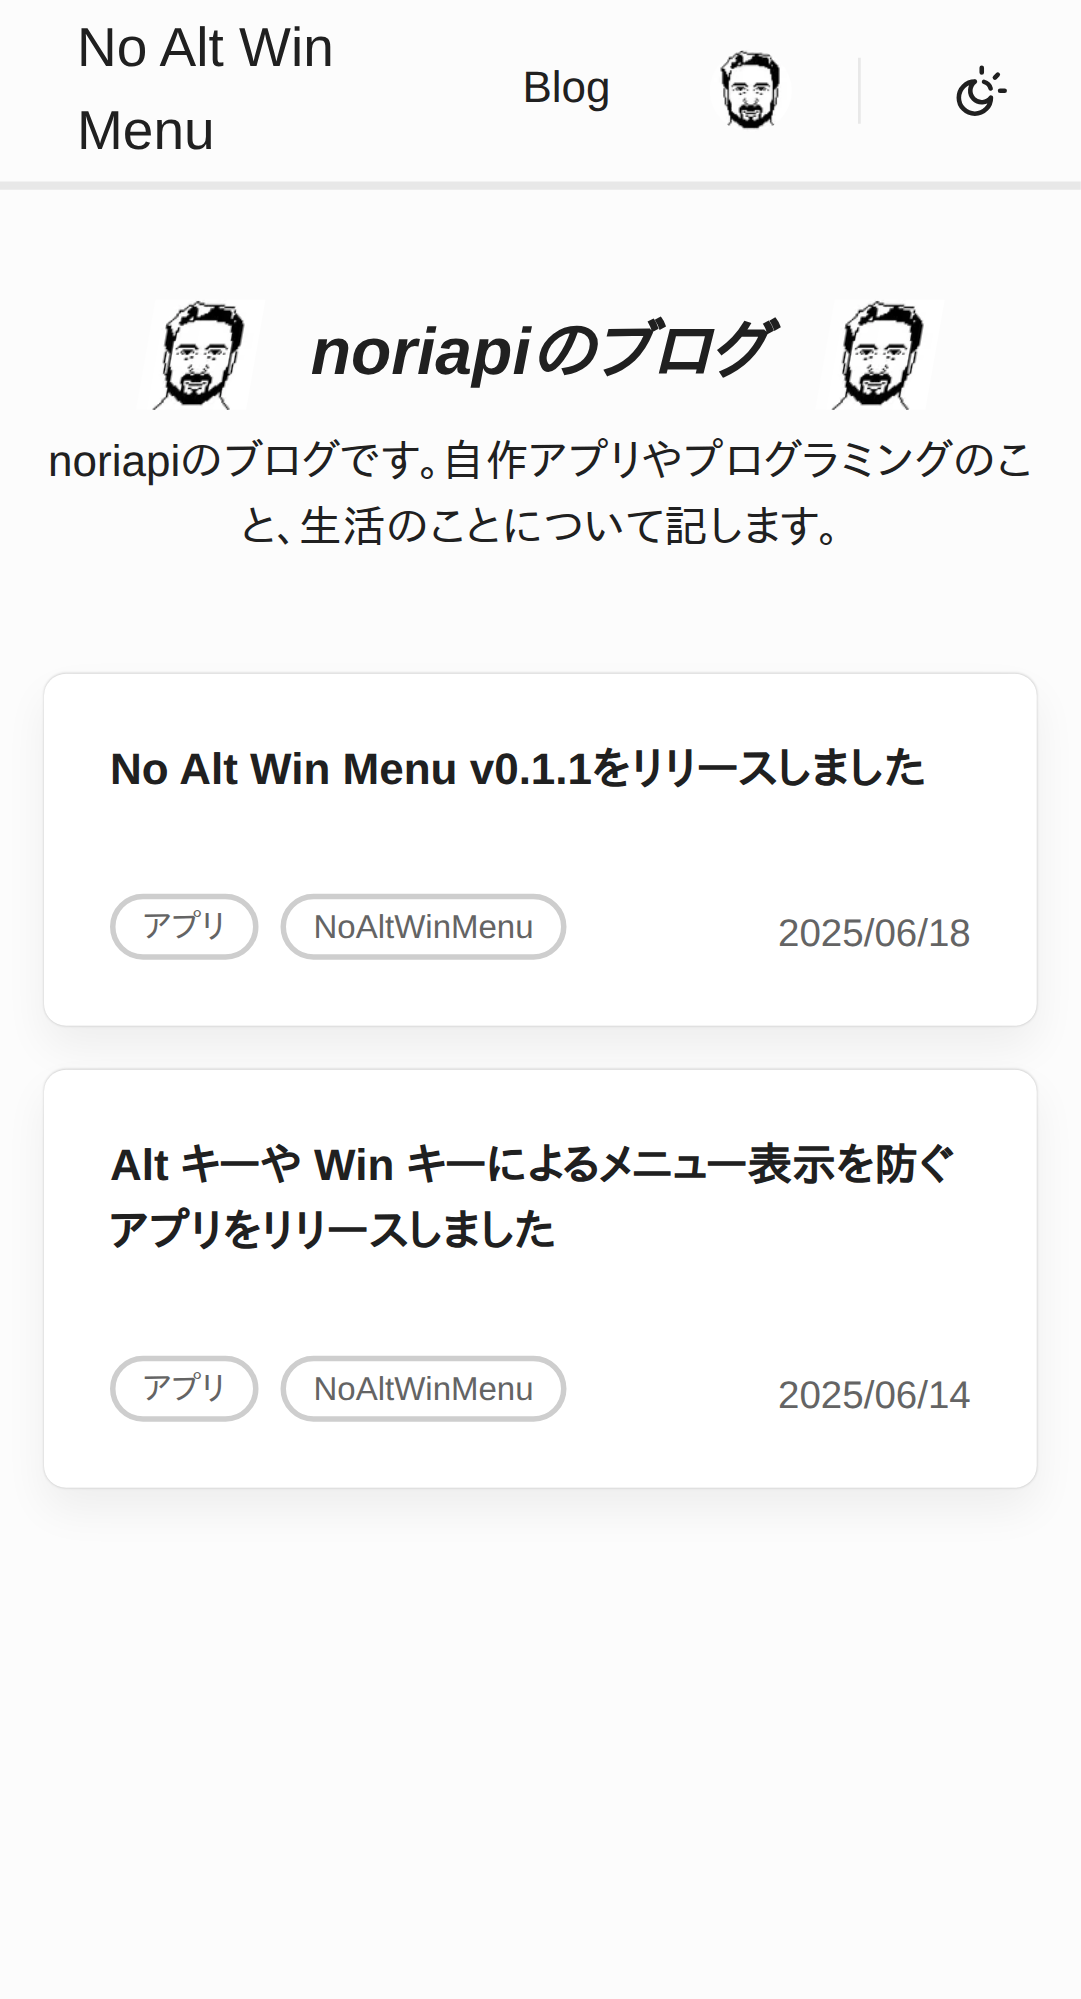 No Alt Win
Menu
Blog
noriapiのブログ
noriapiのブログです。自作アプリやプログラミングのこ
と、生活のことについて記します。
No Alt Win Menu v0.1.1をリリースしました
アプリ NoAltWinMenu 2025/06/18
Alt キーや Win キーによるメニュー表示を防ぐ
アプリをリリースしました
アプリ NoAltWinMenu 2025/06/14